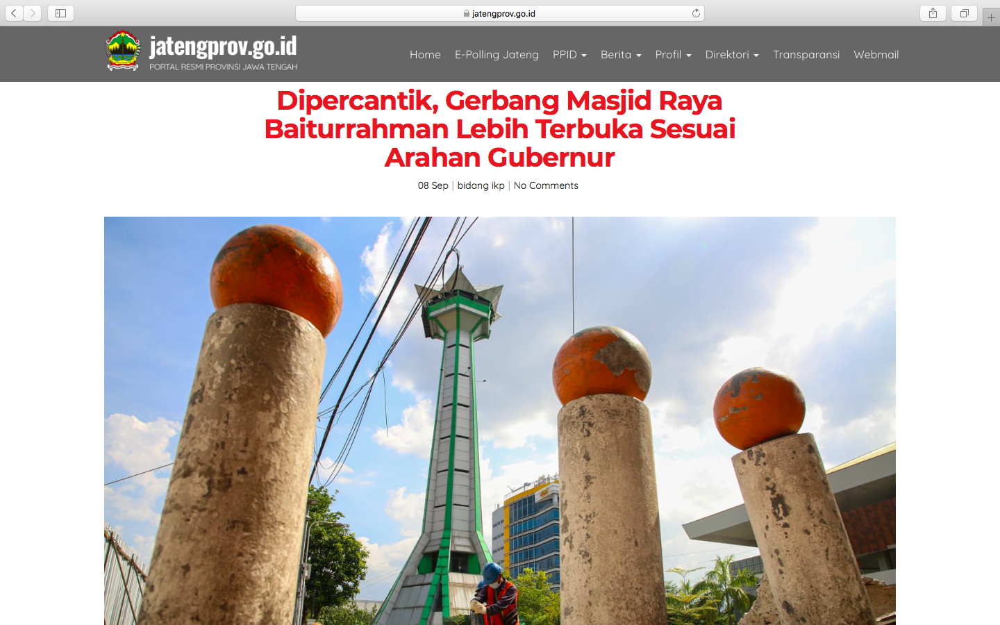 jatengprov.go.id
jatengprov.go.id
PORTAL RESMI PROVINSI JAWA TENGAH
Home E-Polling Jateng PPID Berita Profil Direktori Transparansi Webmail
Dipercantik, Gerbang Masjid Raya
Baiturrahman Lebih Terbuka Sesuai
Arahan Gubernur
08 Sep | bidang ikp | No Comments